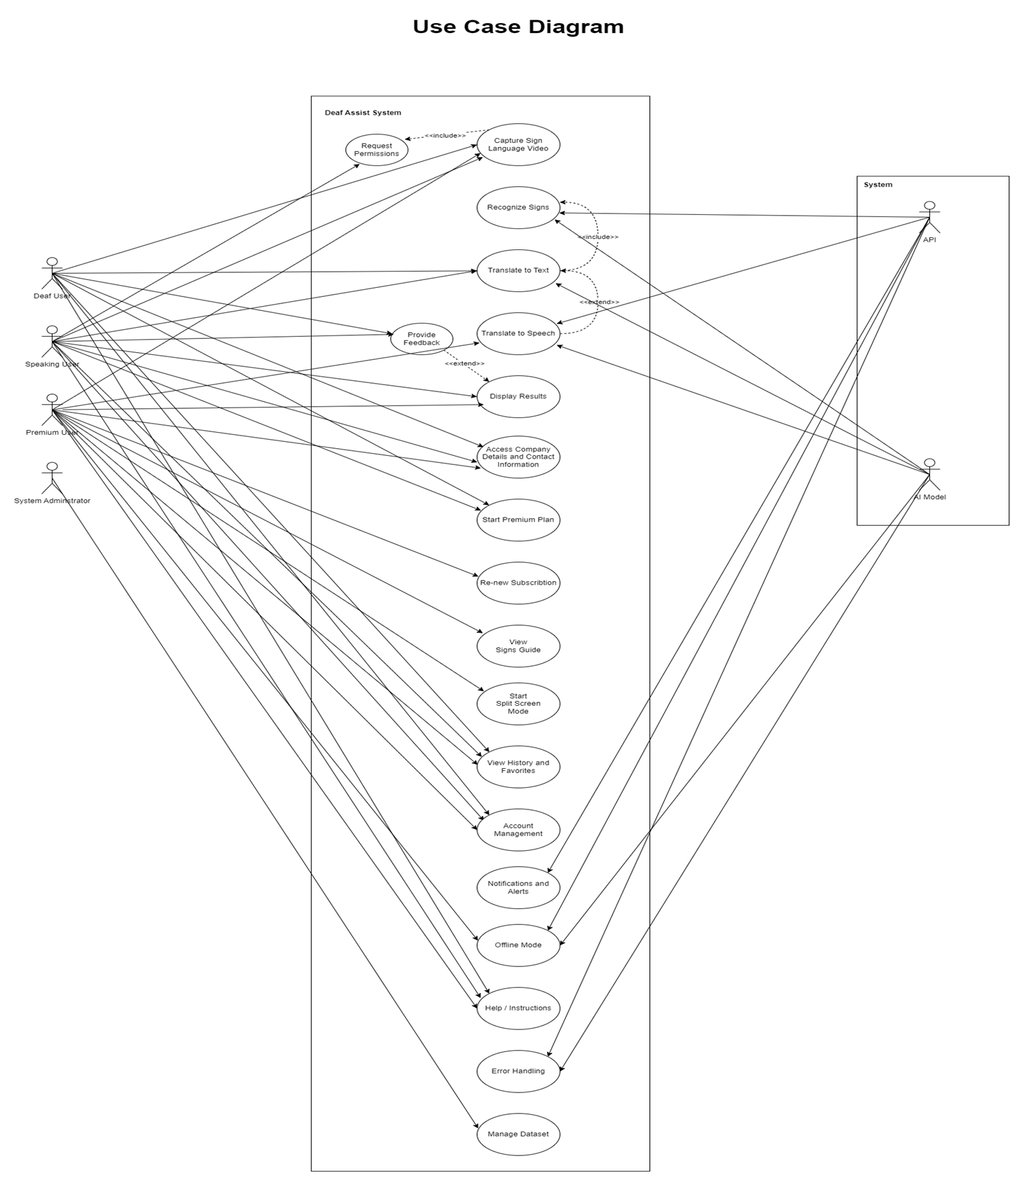 Use Case Diagram
Deaf Assist System
<<include>>
Request
Permissions
Capture Sign
Language Video
System
Recognize Signs
<<include>>
API
Translate to Text
Deaf User
<<extend>>
Provide
Feedback
Translate to Speech
Speaking User
<<extend>>
Display Results
Premium User
Access Company
Details and Contact
Information
System Adminstrator
AI Model
Start Premium Plan
Re-new Subscribtion
View
Signs Guide
Start
Split Screen
Mode
View History and
Favorites
Account
Management
Notifications and
Alerts
Offline Mode
Help / Instructions
Error Handling
Manage Dataset